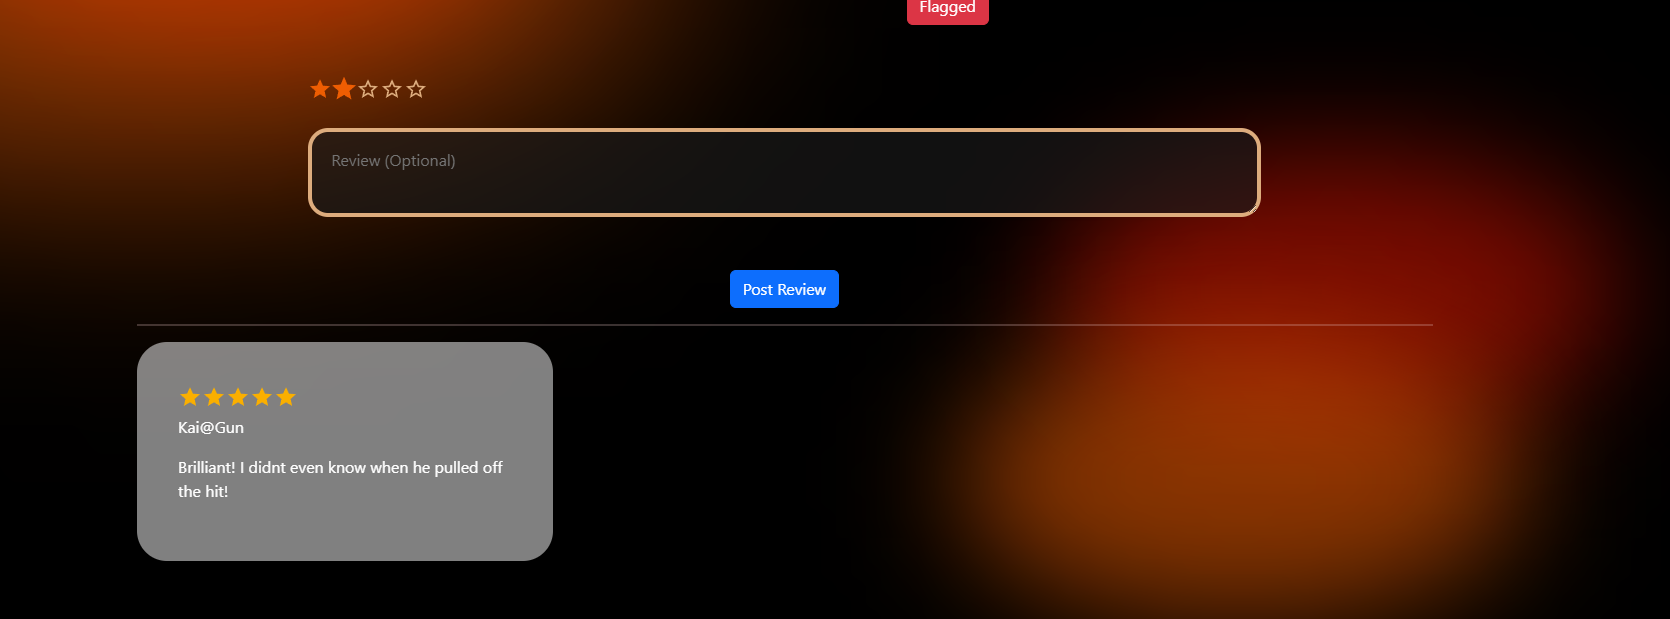 Flagged
Review (Optional)
Post Review
Kai@Gun
Brilliant! I didnt even know when he pulled off
the hit!